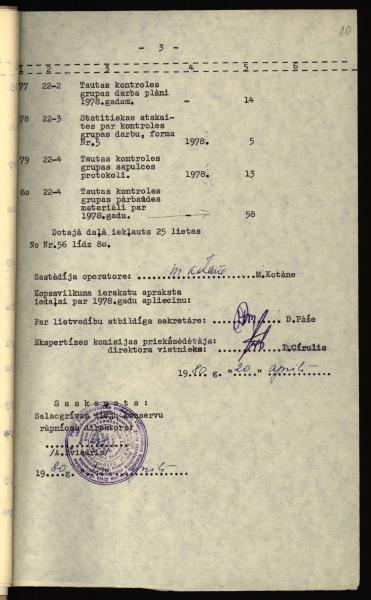 10
- 3 -
1 2 3 4 5 6
77 22-2 Tautas kontroles
grupas darba plāni
1978.gadam. - 14
78 22-3 Statitiskas atskai-
tes par kontroles
grupas darbu, forma
Nr.5 1978. 5
79 22-4 Tautas kontroles
grupas sapulces
protokoli. 1978. 13
80 22-4 Tautas kontroles
grupas pārbaudes
materiāli par
1978.gadu. - 58
Dotajā daļā iekļauts 25 lietas
No Nr.56 līdz 80.
Sastādīja operatore: M.Kotāne
Kopsavilkuma ierakstu apraksta
iedaļai par 1978.gadu apliecinu:
Par lietvedību atbildīga sekretāre: D.Pāže
Ekspertīzes komisijas priekšsēdētāja:
direktora vietnieks: I.Cīrulis
1980.g. "20." aprīlī
Saskaņots:
Salacgrīvas zivju konservu
rūpnīcas direktors:
1980.g. aprīlī